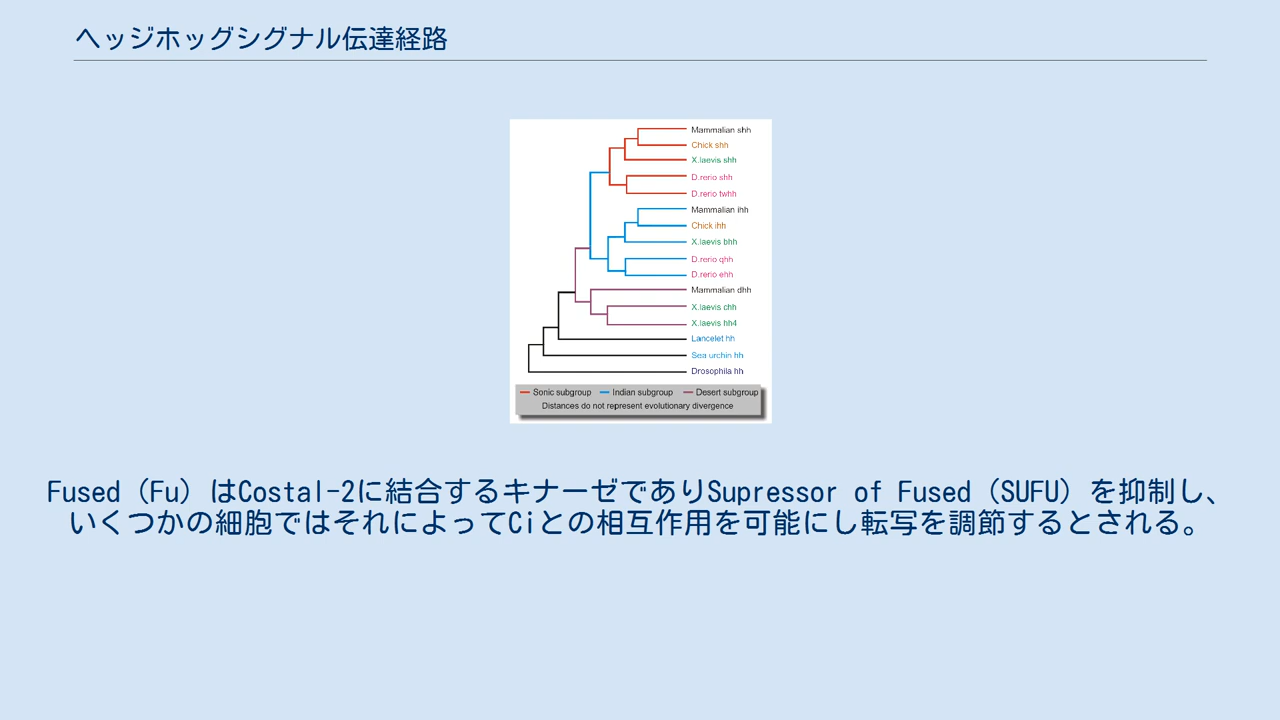 ヘッジホッグシグナル伝達経路
Mammalian shh
Chick shh
X.laevis shh
D.rerio shh
D.rerio twhh
Mammalian ihh
Chick ihh
X.laevis bhh
D.rerio qhh
D.rerio ehh
Mammalian dhh
X.laevis chh
X.laevis hh4
Lancelet hh
Sea urchin hh
Drosophila hh
Sonic subgroup Indian subgroup Desert subgroup
Distances do not represent evolutionary divergence
Fused（Fu）はCostal-2に結合するキナーゼでありSupressor of Fused（SUFU）を抑制し、
いくつかの細胞ではそれによってCiとの相互作用を可能にし転写を調節するとされる。